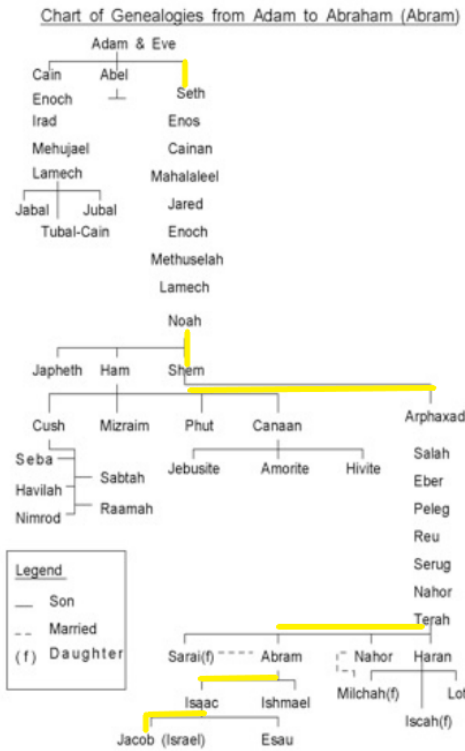 Chart of Genealogies from Adam to Abraham (Abram)
Adam & Eve
Cain Abel
Seth
Enoch
Irad Enos
Mehujael Cainan
Lamech Mahalaleel
Jabal Jubal Jared
Tubal-Cain Enoch
Methuselah
Lamech
Noah
Japheth Ham Shem
Arphaxad
Cush Mizraim Phut Canaan
Salah
Seba Jebusite Amorite Hivite
Sabtah Eber
Havilah
Raamah Peleg
Nimrod
Reu
Legend
Serug
Son
Nahor
Married
Terah
(f) Daughter
Sarai(f) Abram Nahor Haran
Milchah(f) Lot
Isaac Ishmael
Iscah(f)
Jacob (Israel) Esau